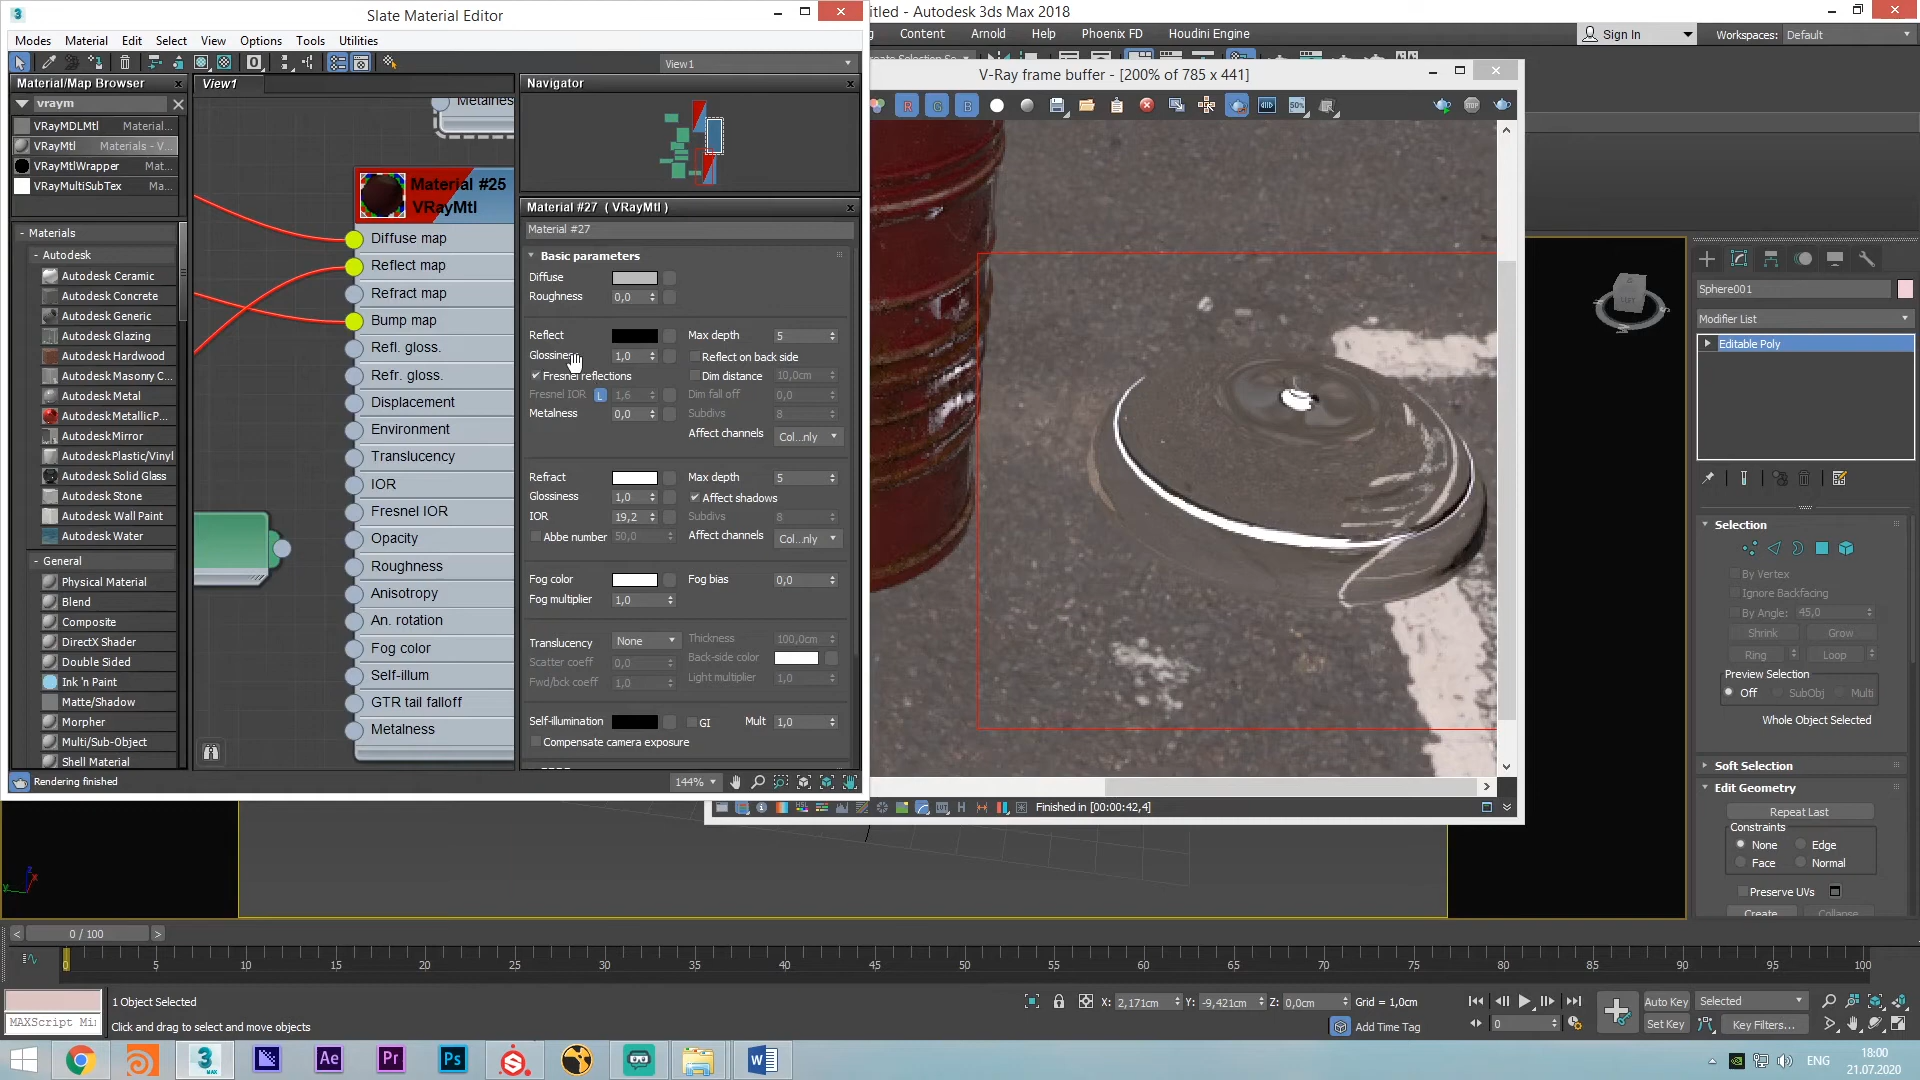 Slate Material Editor
titled - Autodesk 3ds Max 2018
Modes Material Edit Select View Options Tools Utilities
Content Arnold Help Phoenix FD Houdini Engine
Sign In
Workspaces: Default
View1
Material/Map Browser
View1
Navigator
V-Ray frame buffer - [200% of 785 x 441]
vraym
VRayMDLMtl Material...
VRayMtl Materials - V...
VRayMtlWrapper Mat...
VRayMultiSubTex Ma...
- Materials
- Autodesk
Autodesk Ceramic
Autodesk Concrete
Autodesk Generic
Autodesk Glazing
Autodesk Hardwood
Autodesk Masonry C...
Autodesk Metal
Autodesk MetallicP...
Autodesk Mirror
Autodesk Plastic/Vinyl
Autodesk Solid Glass
Autodesk Stone
Autodesk Wall Paint
Autodesk Water
- General
Physical Material
Blend
Composite
DirectX Shader
Double Sided
Ink 'n Paint
Matte/Shadow
Morpher
Multi/Sub-Object
Shell Material
Rendering finished
Metalness
Material #25
VRayMtl
Diffuse map
Reflect map
Refract map
Bump map
Refl. gloss.
Refr. gloss.
Displacement
Environment
Translucency
IOR
Fresnel IOR
Opacity
Roughness
Anisotropy
An. rotation
Fog color
Self-illum
GTR tail falloff
Metalness
144%
Material #27 ( VRayMtl )
Material #27
Basic parameters
Diffuse
Roughness 0,0
Reflect Max depth 5
Glossiness 1,0 Reflect on back side
Fresnel reflections Dim distance 10,0cm
Fresnel IOR L 1,6 Dim fall off 0,0
Metalness 0,0 Subdivs 8
Affect channels Col...nly
Refract Max depth 5
Glossiness 1,0 Affect shadows
IOR 19,2 Subdivs 8
Abbe number 50,0 Affect channels Col...nly
Fog color Fog bias 0,0
Fog multiplier 1,0
Translucency None Thickness 100,0cm
Scatter coeff 0,0 Back-side color
Fwd/bck coeff 1,0 Light multiplier 1,0
Self-illumination GI Mult 1,0
Compensate camera exposure
R G B 50%
Finished in [00:00:42,4]
Sphere001
Modifier List
Editable Poly
Selection
By Vertex
Ignore Backfacing
By Angle: 45,0
Shrink Grow
Ring Loop
Preview Selection
Off SubObj Multi
Whole Object Selected
Soft Selection
Edit Geometry
Repeat Last
Constraints
None Edge
Face Normal
Preserve UVs
Create Collapse
0 / 100
0 5 10 15 20 25 30 35 40 45 50 55 60 65 70 75 80 85 90 95 100
1 Object Selected
X: 2,171cm Y: -9,421cm Z: 0,0cm Grid = 1,0cm
Auto Key Selected
MAXScript Mi
Click and drag to select and move objects
Add Time Tag
0
Set Key Key Filters...
ENG
18:00
21.07.2020